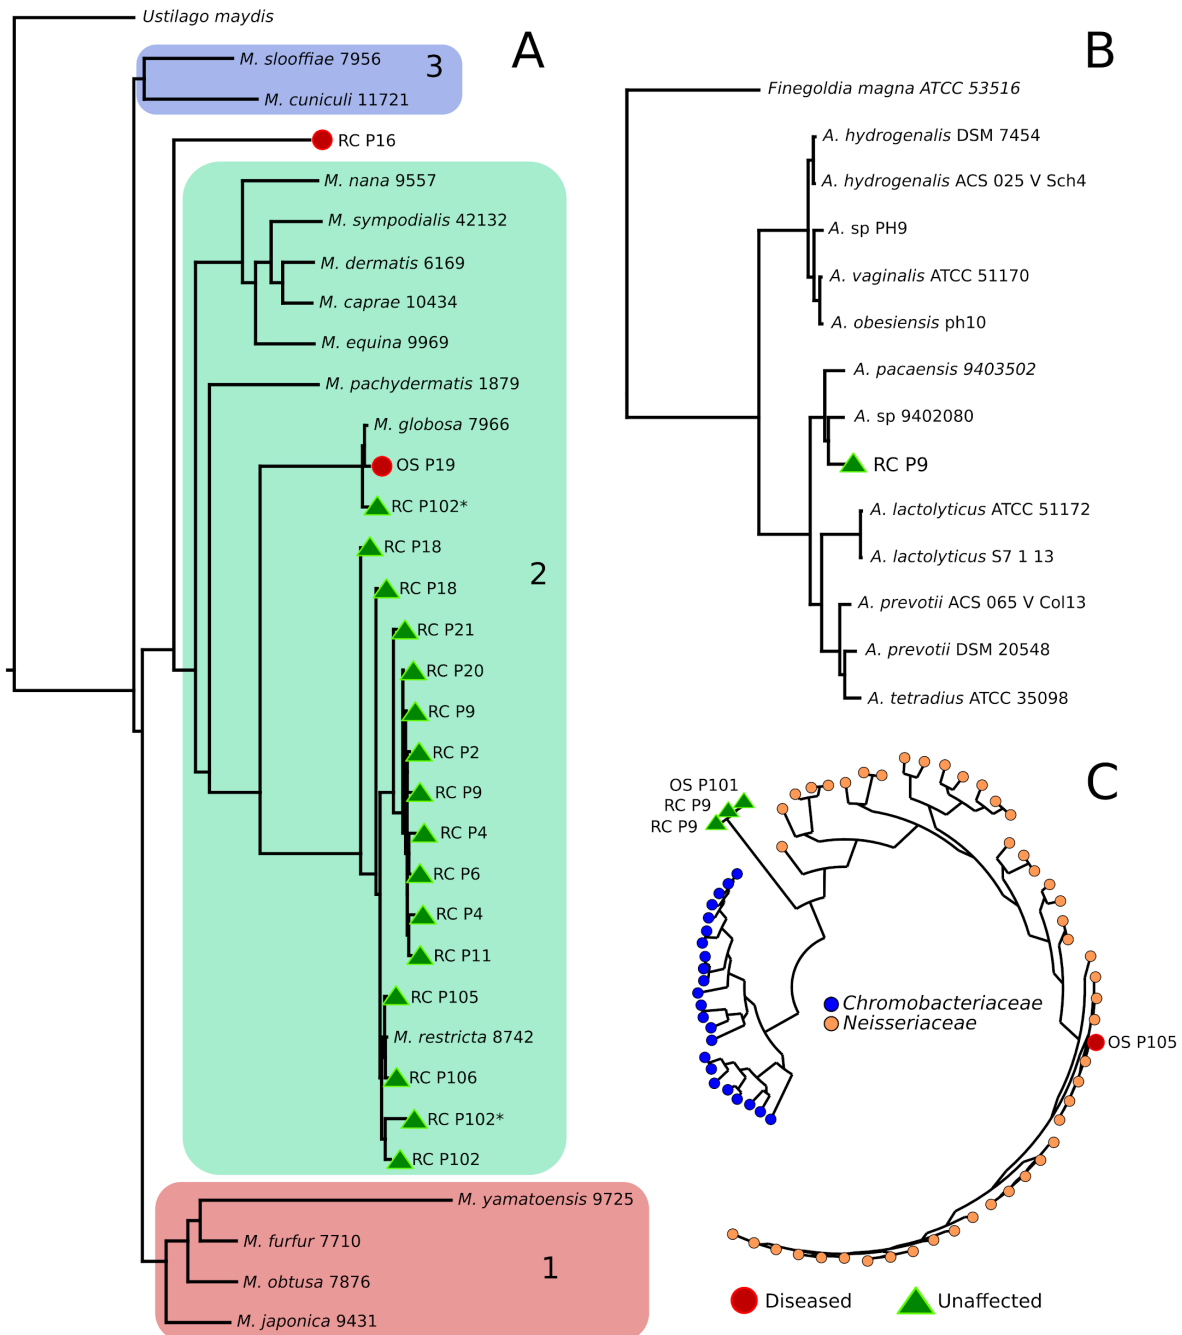 A
Ustilago maydis
M. slooffiae 7956
3
M. cuniculi 11721
RC P16
M. nana 9557
M. sympodialis 42132
M. dermatis 6169
M. caprae 10434
M. equina 9969
M. pachydermatis 1879
M. globosa 7966
OS P19
RC P102*
RC P18
2
RC P18
RC P21
RC P20
RC P9
RC P2
RC P9
RC P4
RC P6
RC P4
RC P11
RC P105
M. restricta 8742
RC P106
RC P102*
RC P102
M. yamatoensis 9725
M. furfur 7710
1
M. obtusa 7876
M. japonica 9431
B
Finegoldia magna ATCC 53516
A. hydrogenalis DSM 7454
A. hydrogenalis ACS 025 V Sch4
A. sp PH9
A. vaginalis ATCC 51170
A. obesiensis ph10
A. pacaensis 9403502
A. sp 9402080
RC P9
A. lactolyticus ATCC 51172
A. lactolyticus S7 1 13
A. prevotii ACS 065 V Col13
A. prevotii DSM 20548
A. tetradius ATCC 35098
C
OS P101
RC P9
RC P9
Chromobacteriaceae
Neisseriaceae
OS P105
Diseased
Unaffected